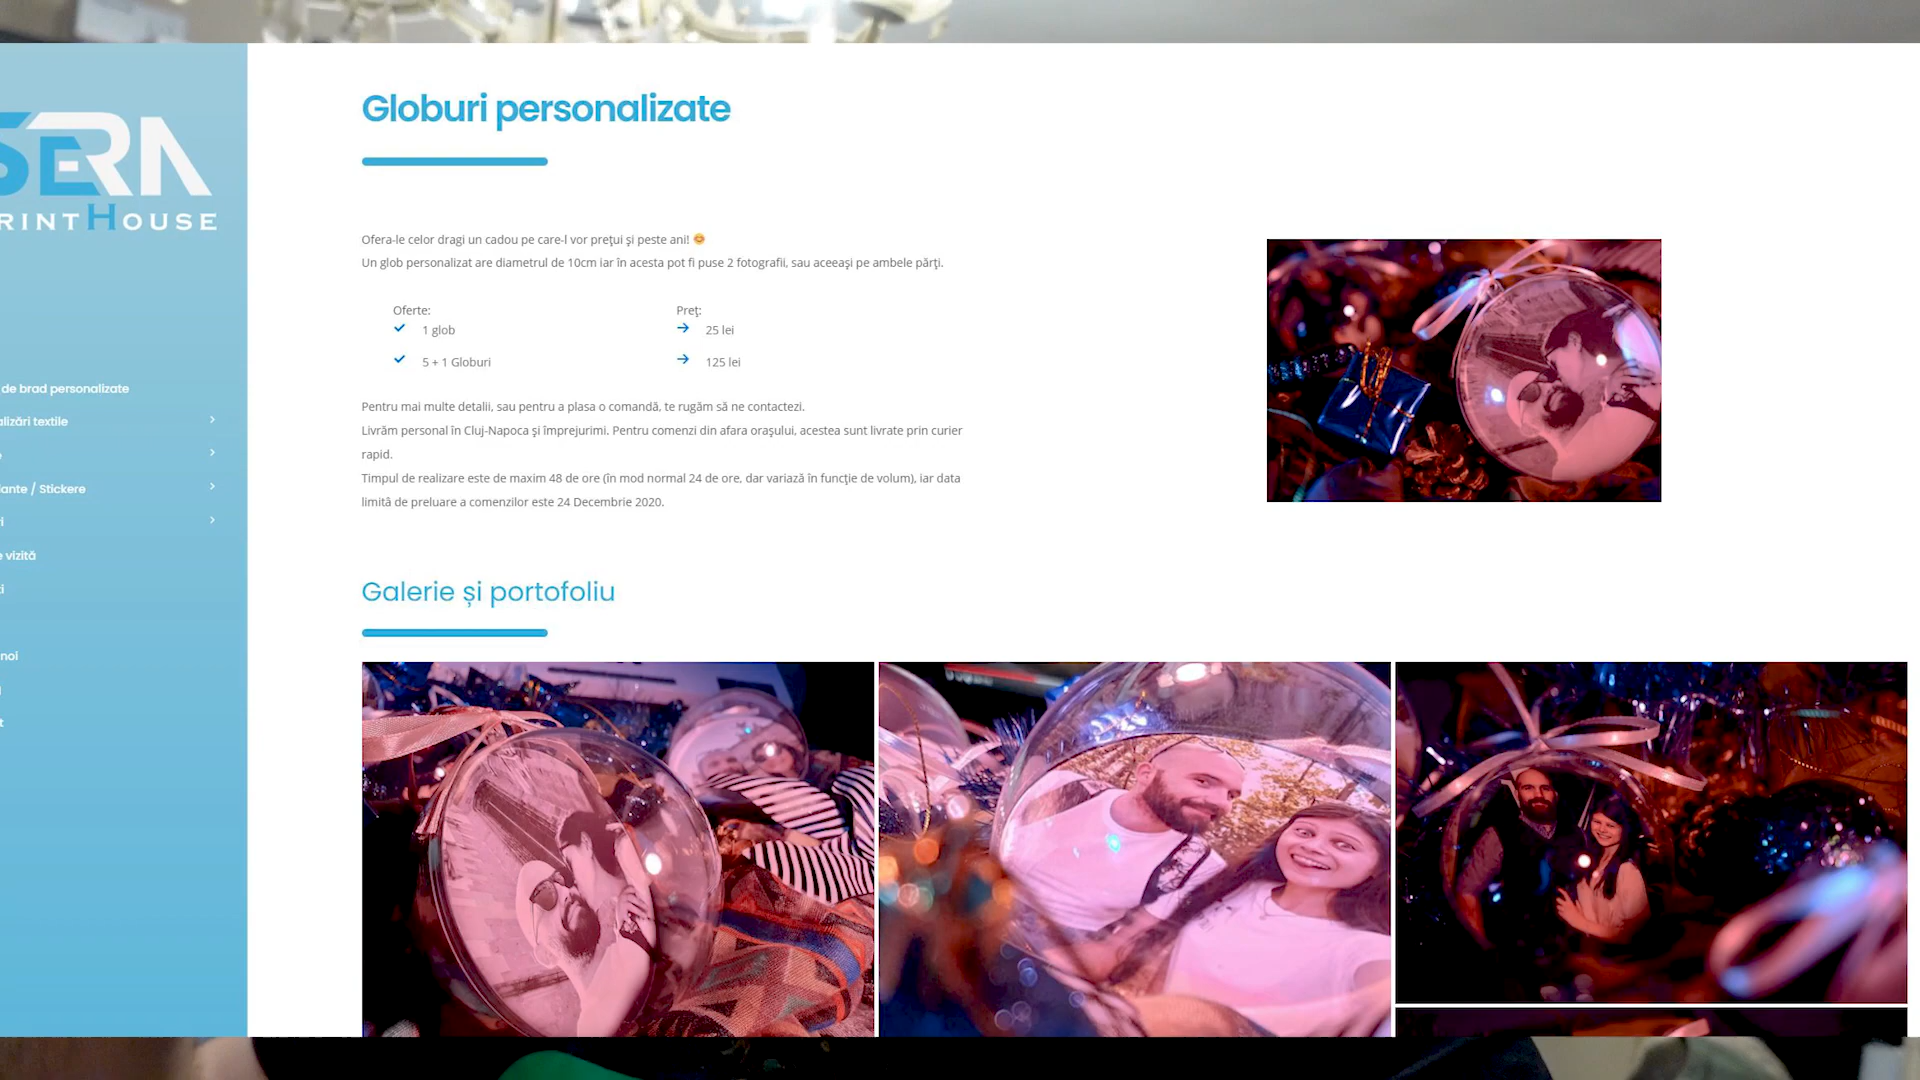 SERA
RINTHOUSE
de brad personalizate
lizări textile
ante / Stickere
e vizită
noi
Globuri personalizate
Ofera-le celor dragi un cadou pe care-l vor prețui și peste ani!
Un glob personalizat are diametrul de 10cm iar în acesta pot fi puse 2 fotografii, sau aceeași pe ambele părți.
Oferte:
Preț:
1 glob
25 lei
5 + 1 Globuri
125 lei
Pentru mai multe detalii, sau pentru a plasa o comandă, te rugăm să ne contactezi.
Livrăm personal în Cluj-Napoca și împrejurimi. Pentru comenzi din afara orașului, acestea sunt livrate prin curier
rapid.
Timpul de realizare este de maxim 48 de ore (în mod normal 24 de ore, dar variază în funcție de volum), iar data
limită de preluare a comenzilor este 24 Decembrie 2020.
Galerie și portofoliu